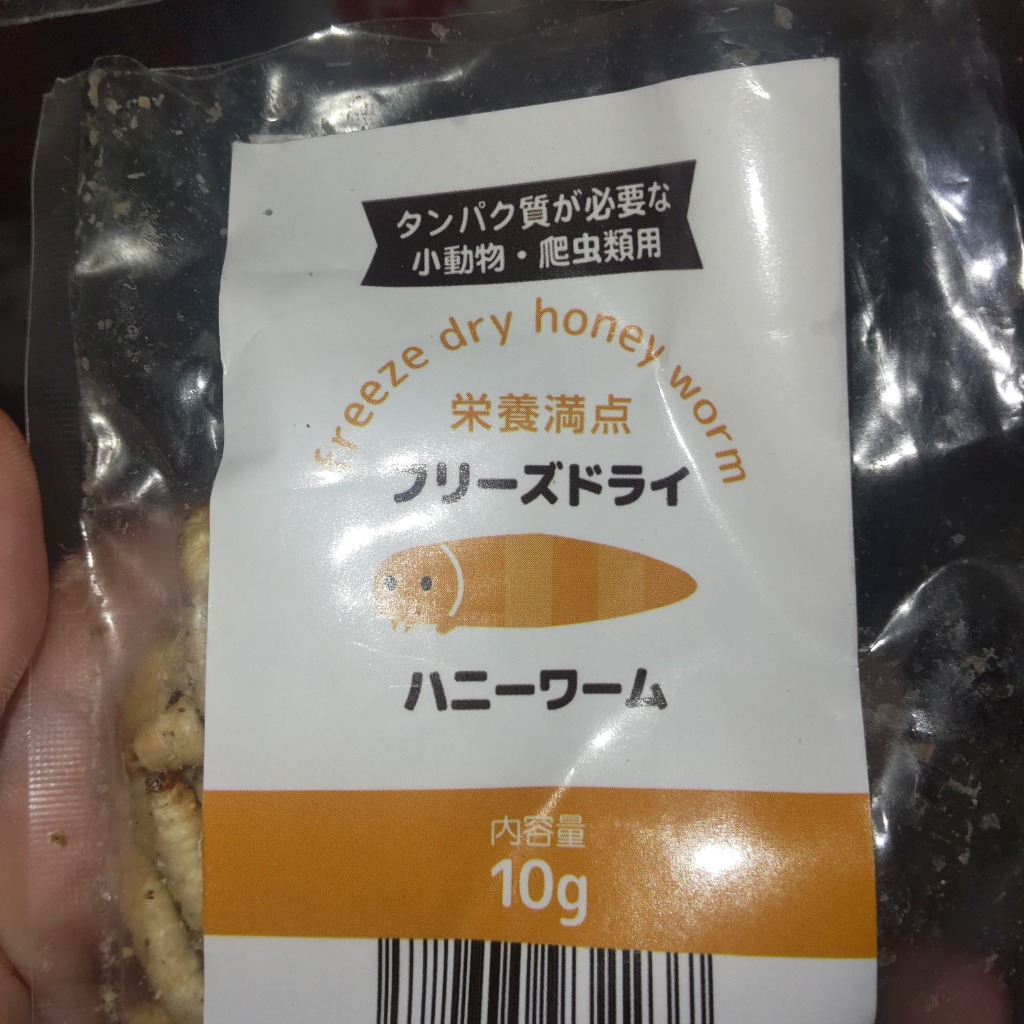 タンパク質が必要な
小動物・爬虫類用
freeze dry honey worm
栄養満点
フリーズドライ
ハニーワーム
内容量
10g